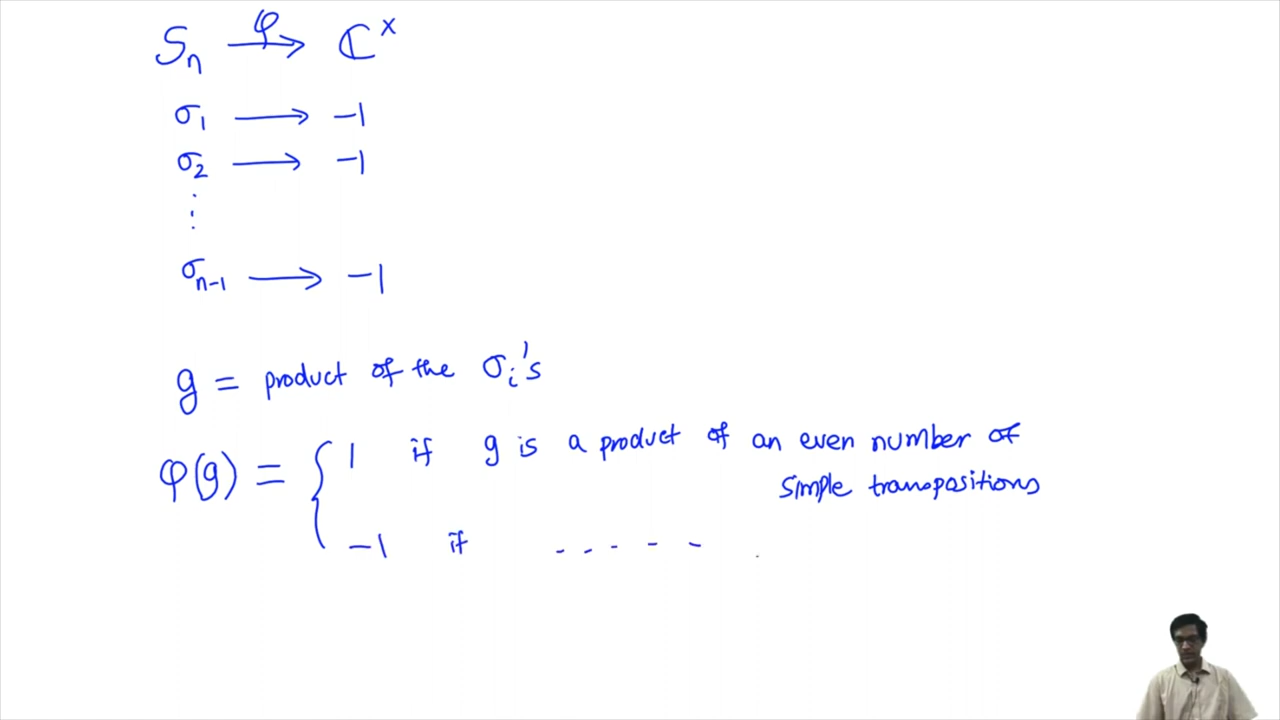 Sₙ —φ→ ℂˣ
σ₁ ⟶ −1
σ₂ ⟶ −1
⋮
σₙ₋₁ ⟶ −1
g = product of the σᵢ's
φ(g) = { 1 if g is a product of an even number of
simple transpositions
−1 if - - - - -